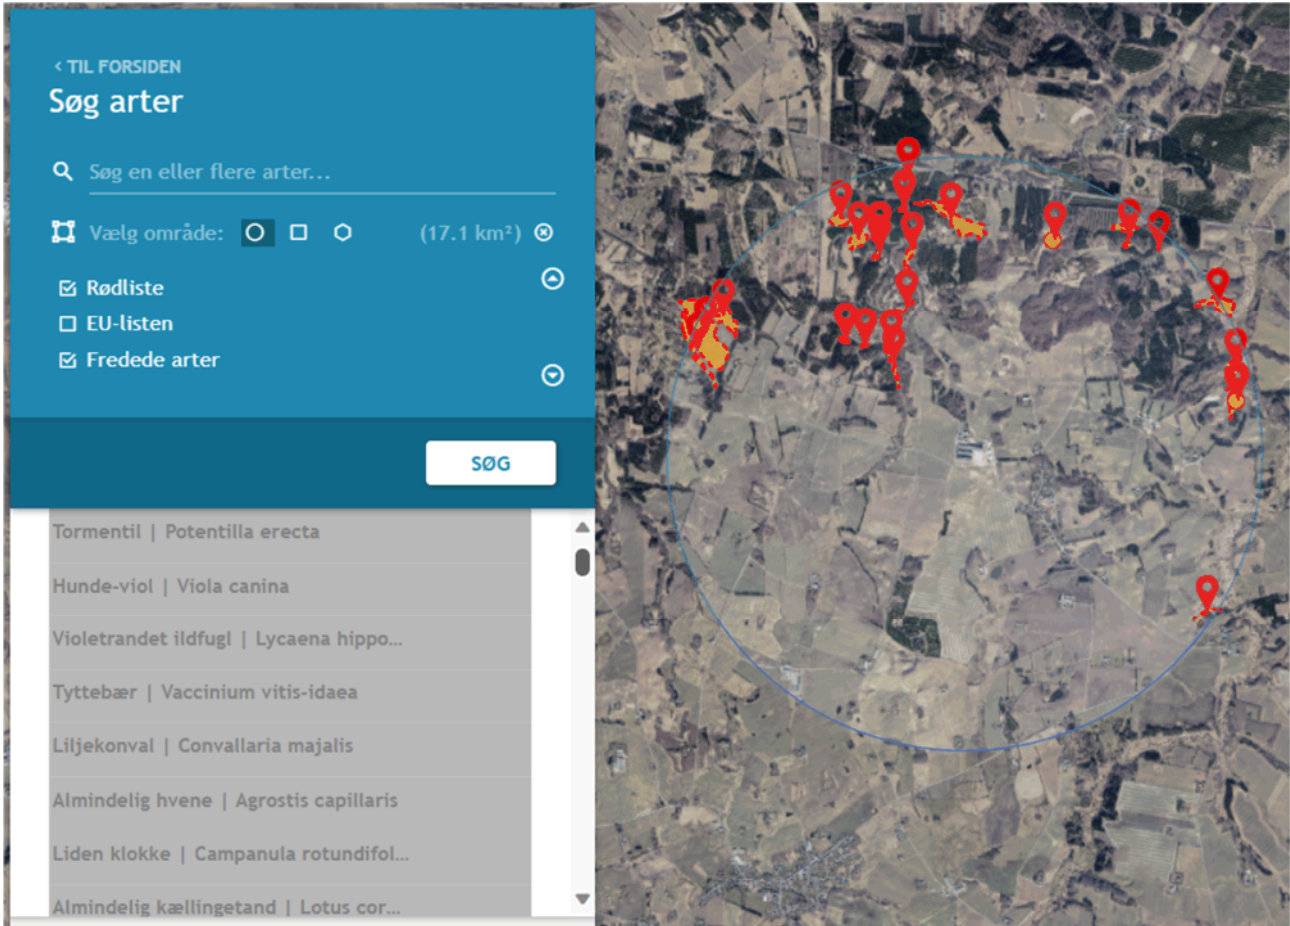 < TIL FORSIDEN
Søg arter
Søg en eller flere arter...
Vælg område: (17.1 km²)
Rødliste
EU-listen
Fredede arter
SØG
Tormentil | Potentilla erecta
Hunde-viol | Viola canina
Violetrandet ildfugl | Lycaena hippo...
Tyttebær | Vaccinium vitis-idaea
Liljekonval | Convallaria majalis
Almindelig hvene | Agrostis capillaris
Liden klokke | Campanula rotundifol...
Almindelig kællingetand | Lotus cor...